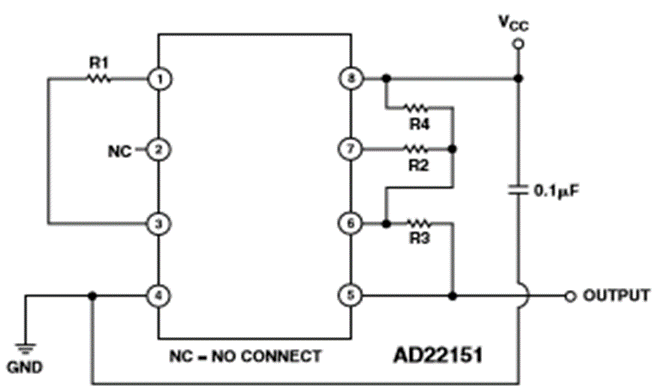 VCC
R1
1
8
R4
NC
2
7
R2
0.1µF
3
6
R3
4
5
OUTPUT
GND
NC = NO CONNECT
AD22151